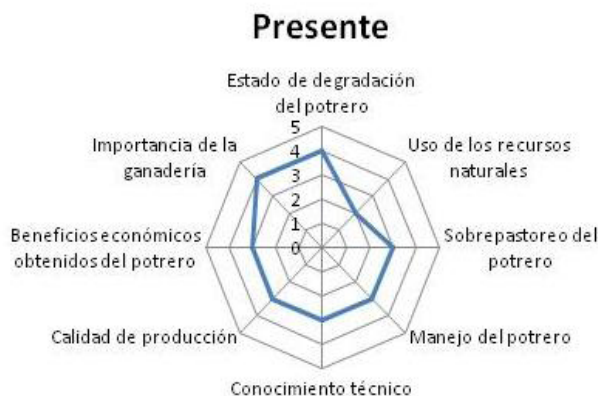 Presente
Estado de degradación
del potrero
Importancia de la
ganadería
Uso de los recursos
naturales
5
4
3
2
1
0
Beneficios económicos
obtenidos del potrero
Sobrepastoreo del
potrero
Calidad de producción
Manejo del potrero
Conocimiento técnico